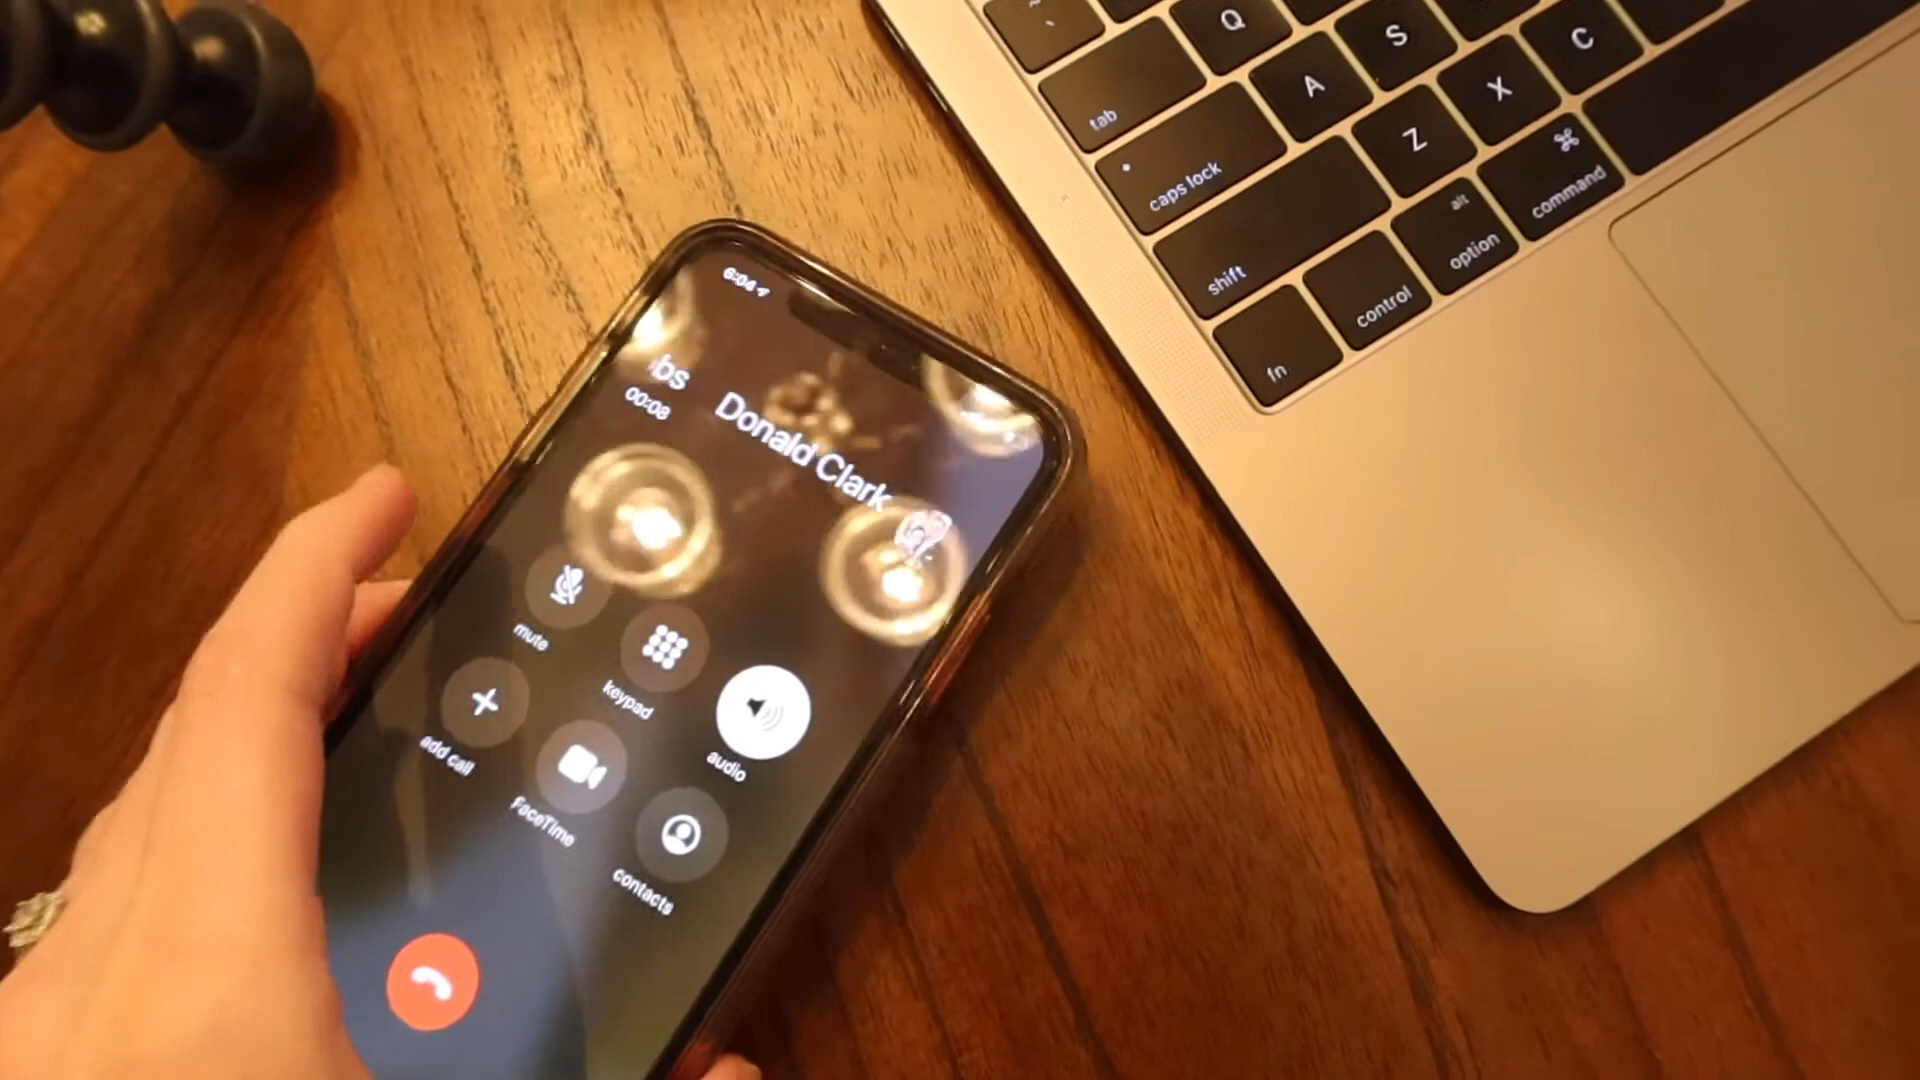 6:04
Donald Clark
00:08
mute
keypad
audio
add call
FaceTime
contacts
Q
tab
A
S
C
caps lock
Z
X
shift
⌘
fn
control
alt
option
command